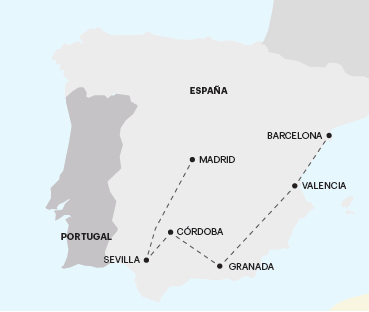 ESPAÑA
BARCELONA
MADRID
VALENCIA
CÓRDOBA
PORTUGAL
SEVILLA
GRANADA